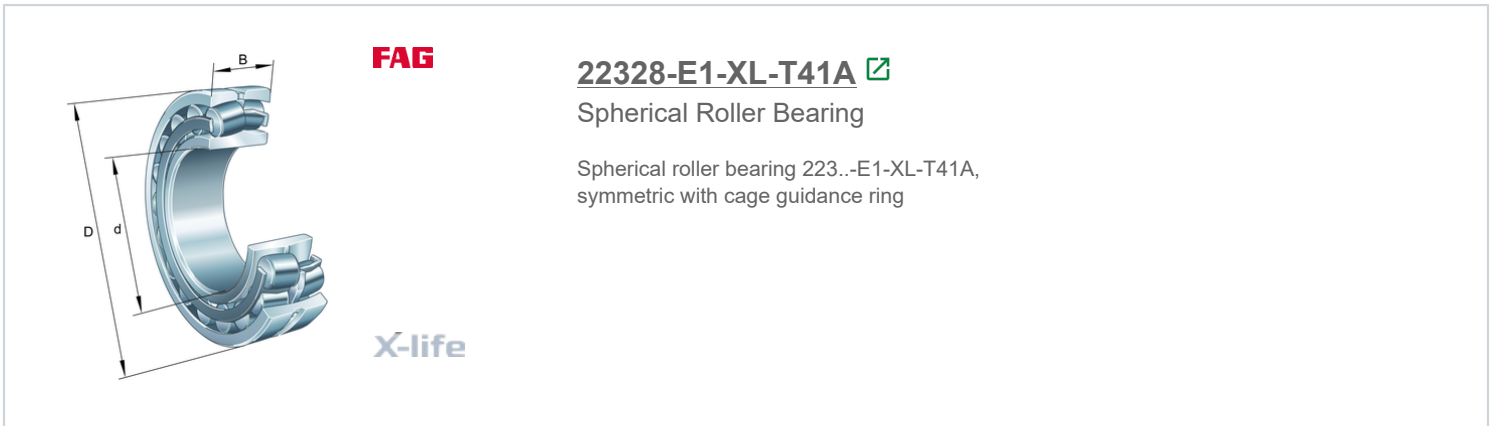 B
D
d
FAG
X-life
22328-E1-XL-T41A
Spherical Roller Bearing
Spherical roller bearing 223..-E1-XL-T41A,
symmetric with cage guidance ring